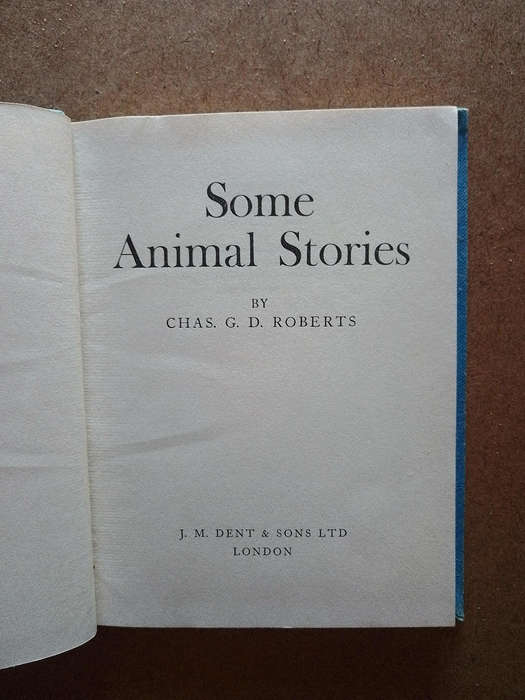 Some
Animal Stories
BY
CHAS. G. D. ROBERTS
J. M. DENT & SONS LTD
LONDON